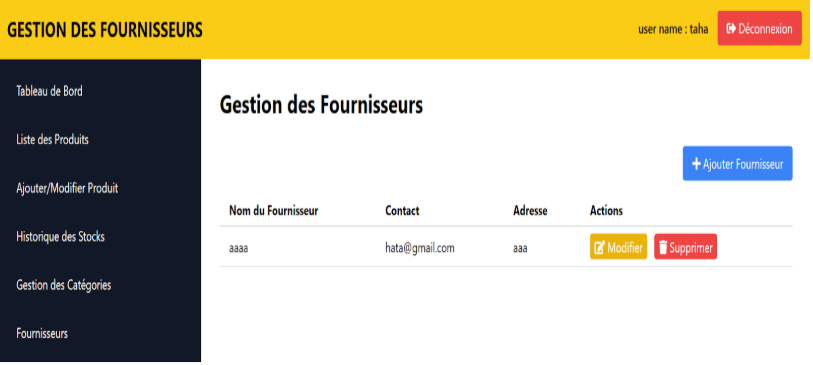 GESTION DES FOURNISSEURS
user name : taha
Déconnexion
Tableau de Bord
Liste des Produits
Ajouter/Modifier Produit
Historique des Stocks
Gestion des Catégories
Fournisseurs
Gestion des Fournisseurs
Ajouter Fournisseur
Nom du Fournisseur Contact Adresse Actions
aaaa hata@gmail.com aaa Modifier Supprimer